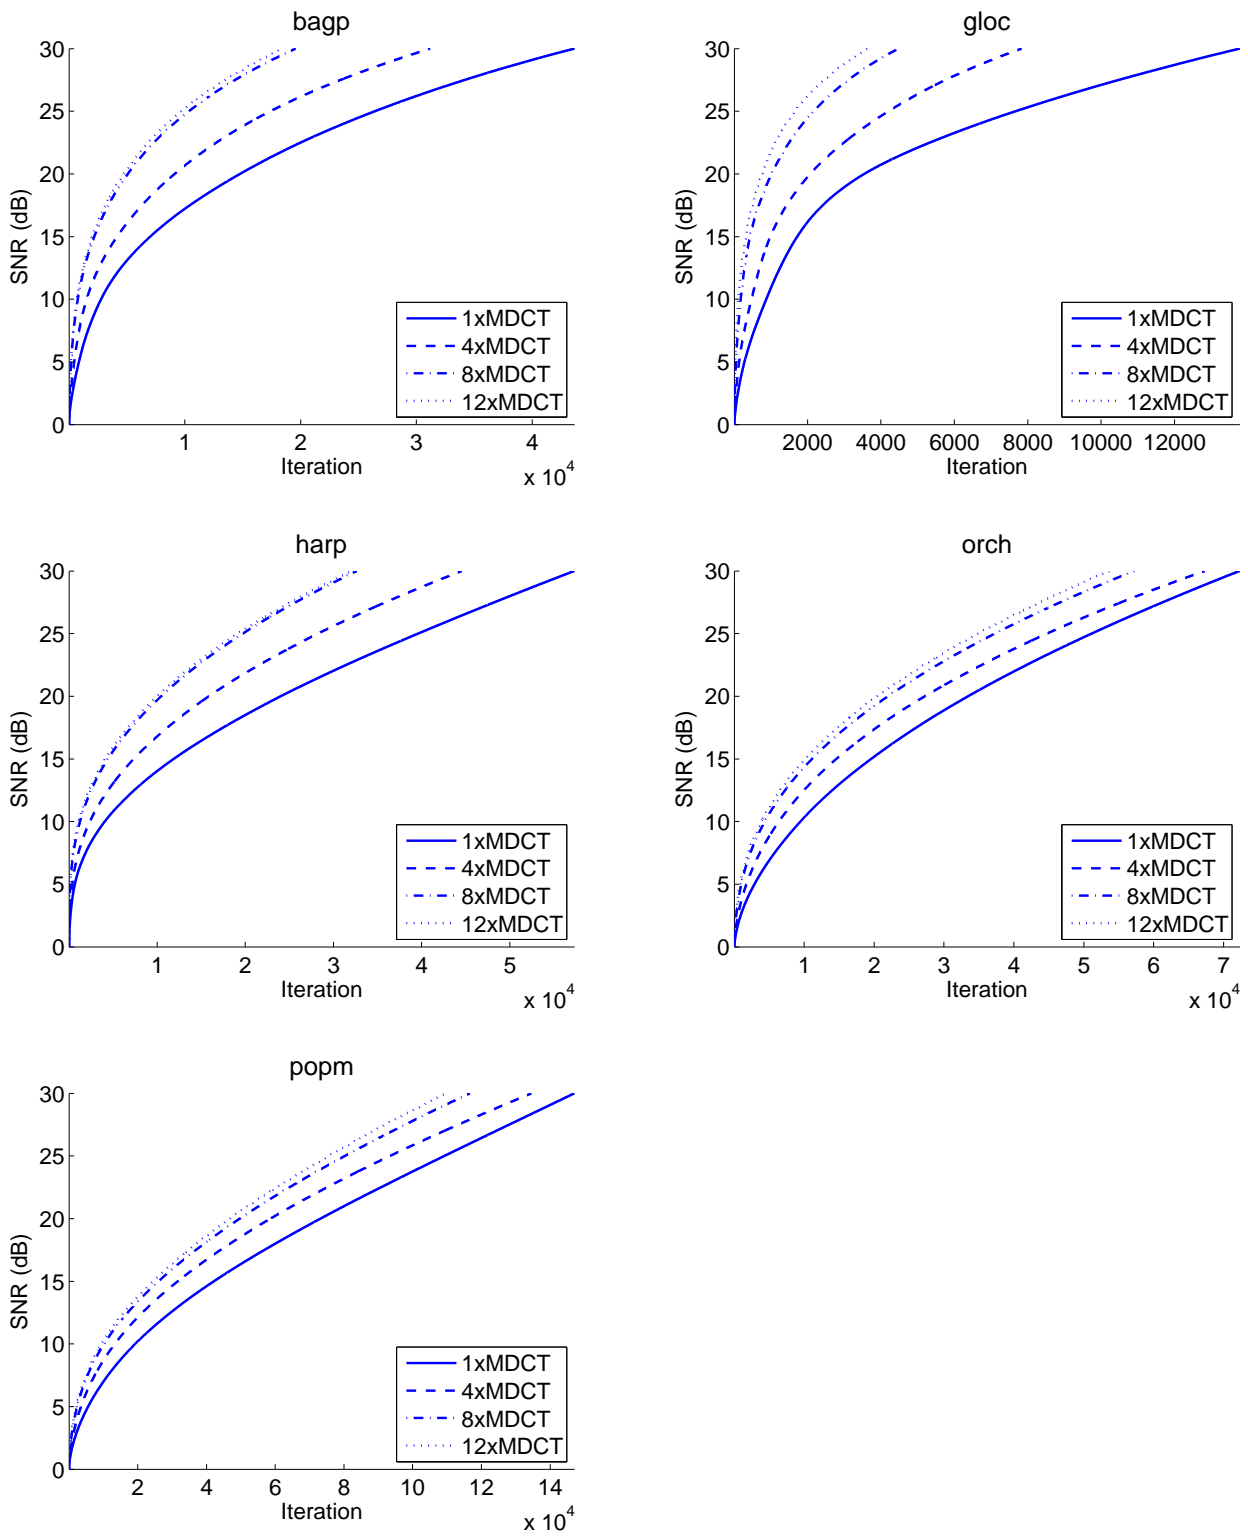 bagp
30
25
20
15
10
5
0
SNR (dB)
1xMDCT
4xMDCT
8xMDCT
12xMDCT
1 2 3 4
Iteration
x 10^4
gloc
30
25
20
15
10
5
0
SNR (dB)
1xMDCT
4xMDCT
8xMDCT
12xMDCT
2000 4000 6000 8000 10000 12000
Iteration
harp
30
25
20
15
10
5
0
SNR (dB)
1xMDCT
4xMDCT
8xMDCT
12xMDCT
1 2 3 4 5
Iteration
x 10^4
orch
30
25
20
15
10
5
0
SNR (dB)
1xMDCT
4xMDCT
8xMDCT
12xMDCT
1 2 3 4 5 6 7
Iteration
x 10^4
popm
30
25
20
15
10
5
0
SNR (dB)
1xMDCT
4xMDCT
8xMDCT
12xMDCT
2 4 6 8 10 12 14
Iteration
x 10^4